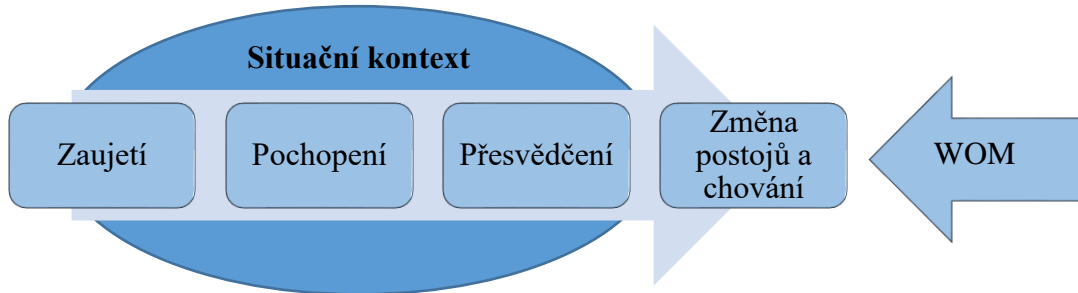 Situační kontext
Zaujetí
Pochopení
Přesvědčení
Změna
postojů a
chování
WOM